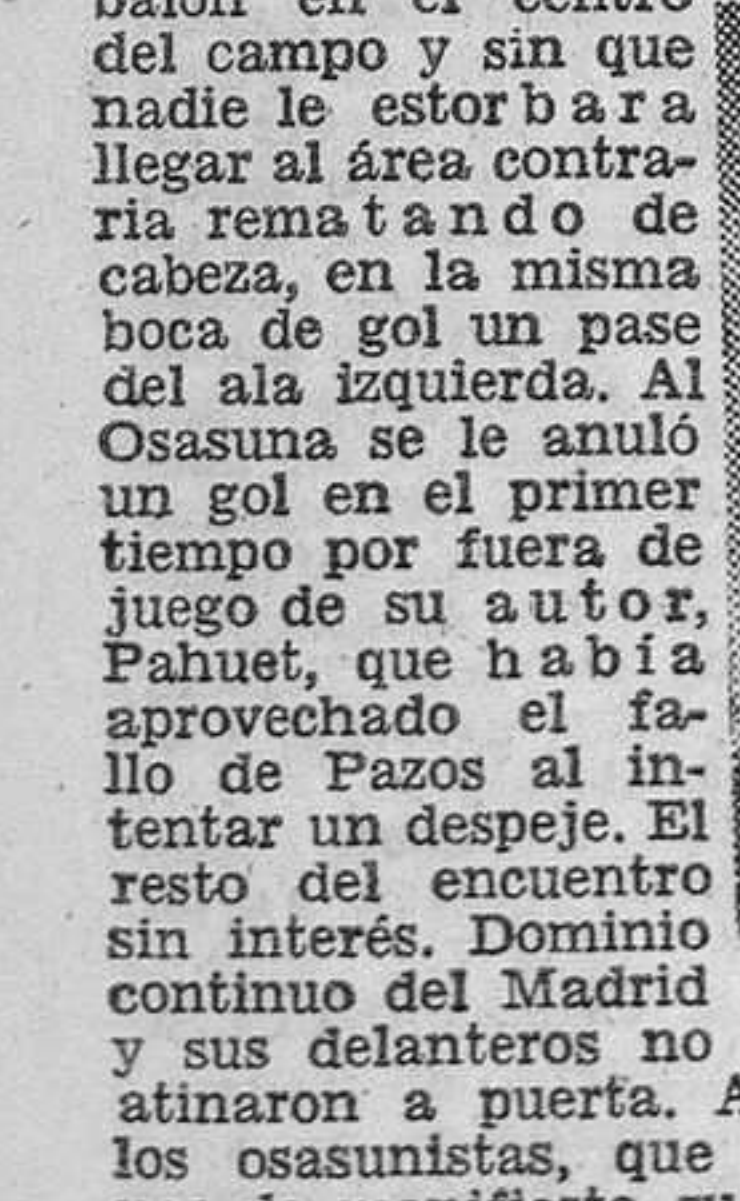 balón en el centro
del campo y sin que
nadie le estorbara
llegar al área contra-
ria rematando de
cabeza, en la misma
boca de gol un pase
del ala izquierda. Al
Osasuna se le anuló
un gol en el primer
tiempo por fuera de
juego de su autor,
Pahuet, que había
aprovechado el fa-
llo de Pazos al in-
tentar un despeje. El
resto del encuentro
sin interés. Dominio
continuo del Madrid
y sus delanteros no
atinaron a puerta. A
los osasunistas, que